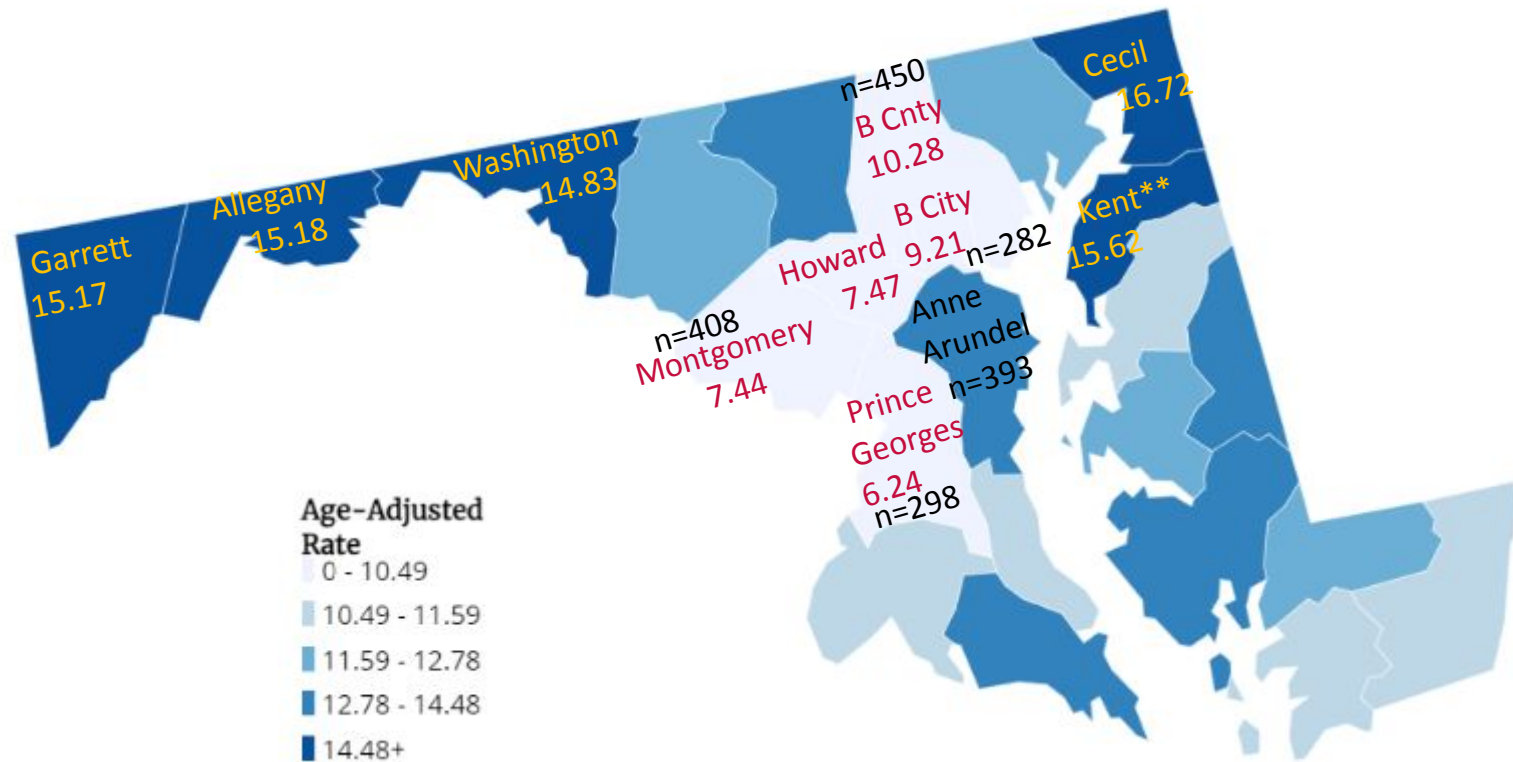 Garrett
15.17
Allegany
15.18
Washington
14.83
n=450
B Cnty
10.28
Cecil
16.72
Kent**
15.62
B City
9.21
n=282
Howard
7.47
n=408
Montgomery
7.44
Anne
Arundel
n=393
Prince
Georges
6.24
n=298
Age-Adjusted
Rate
0 - 10.49
10.49 - 11.59
11.59 - 12.78
12.78 - 14.48
14.48+